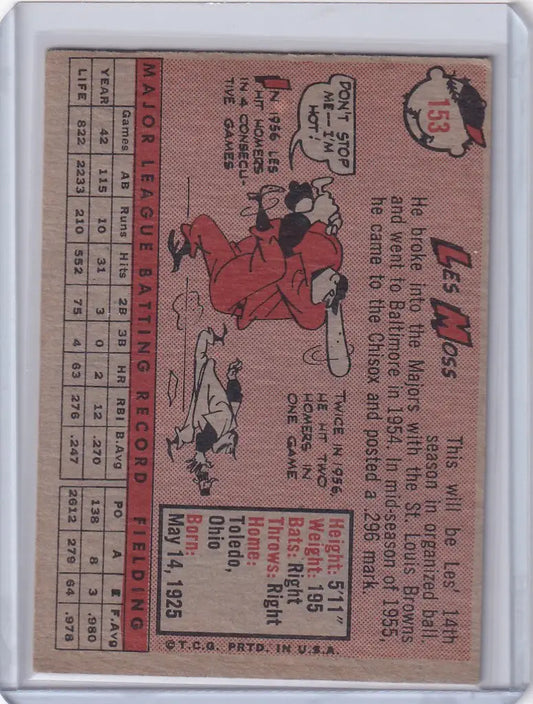 153
LES MOSS
This will be Les' 14th
season in organized ball.
He broke into the Majors with the St. Louis Browns
and went to Baltimore in 1954. In mid-season of 1955,
he came to the Chisox and posted a 296 mark.
DON'T STOP
ME—I'M
HOT!
IN 1956 LES
HIT HOMERS
IN 4 CONSECU-
TIVE GAMES
TWICE IN 1956,
HE HIT TWO
HOMERS IN
ONE GAME
Height: 5'11"
Weight: 195
Bats: Right
Throws: Right
Home:
Toledo,
Ohio
Born:
May 14, 1925
©T.C.G. PRTD. IN U.S.A.
MAJOR LEAGUE BATTING RECORD FIELDING
Games AB Runs Hits 2B 3B HR RBI B.Avg PO A E F.Avg
YEAR 42 115 10 31 3 0 2 12 .270 138 8 3 .980
LIFE 822 2233 210 552 75 4 63 276 .247 2612 279 64 .978